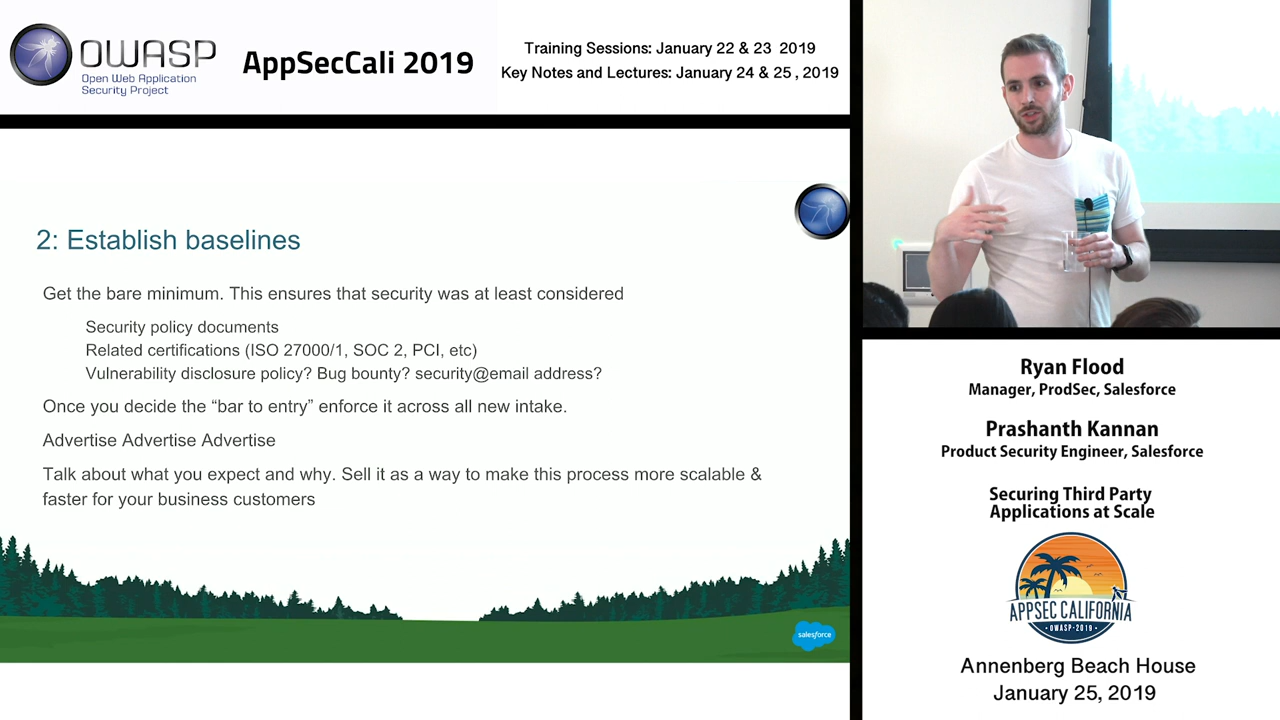 OWASP
Open Web Application
Security Project
AppSecCali 2019
Training Sessions: January 22 & 23 2019
Key Notes and Lectures: January 24 & 25 , 2019
2: Establish baselines
Get the bare minimum. This ensures that security was at least considered
Security policy documents
Related certifications (ISO 27000/1, SOC 2, PCI, etc)
Vulnerability disclosure policy? Bug bounty? security@email address?
Once you decide the “bar to entry” enforce it across all new intake.
Advertise Advertise Advertise
Talk about what you expect and why. Sell it as a way to make this process more scalable &
faster for your business customers
salesforce
Ryan Flood
Manager, ProdSec, Salesforce
Prashanth Kannan
Product Security Engineer, Salesforce
Securing Third Party
Applications at Scale
APPSEC CALIFORNIA
OWASP-2019
Annenberg Beach House
January 25, 2019